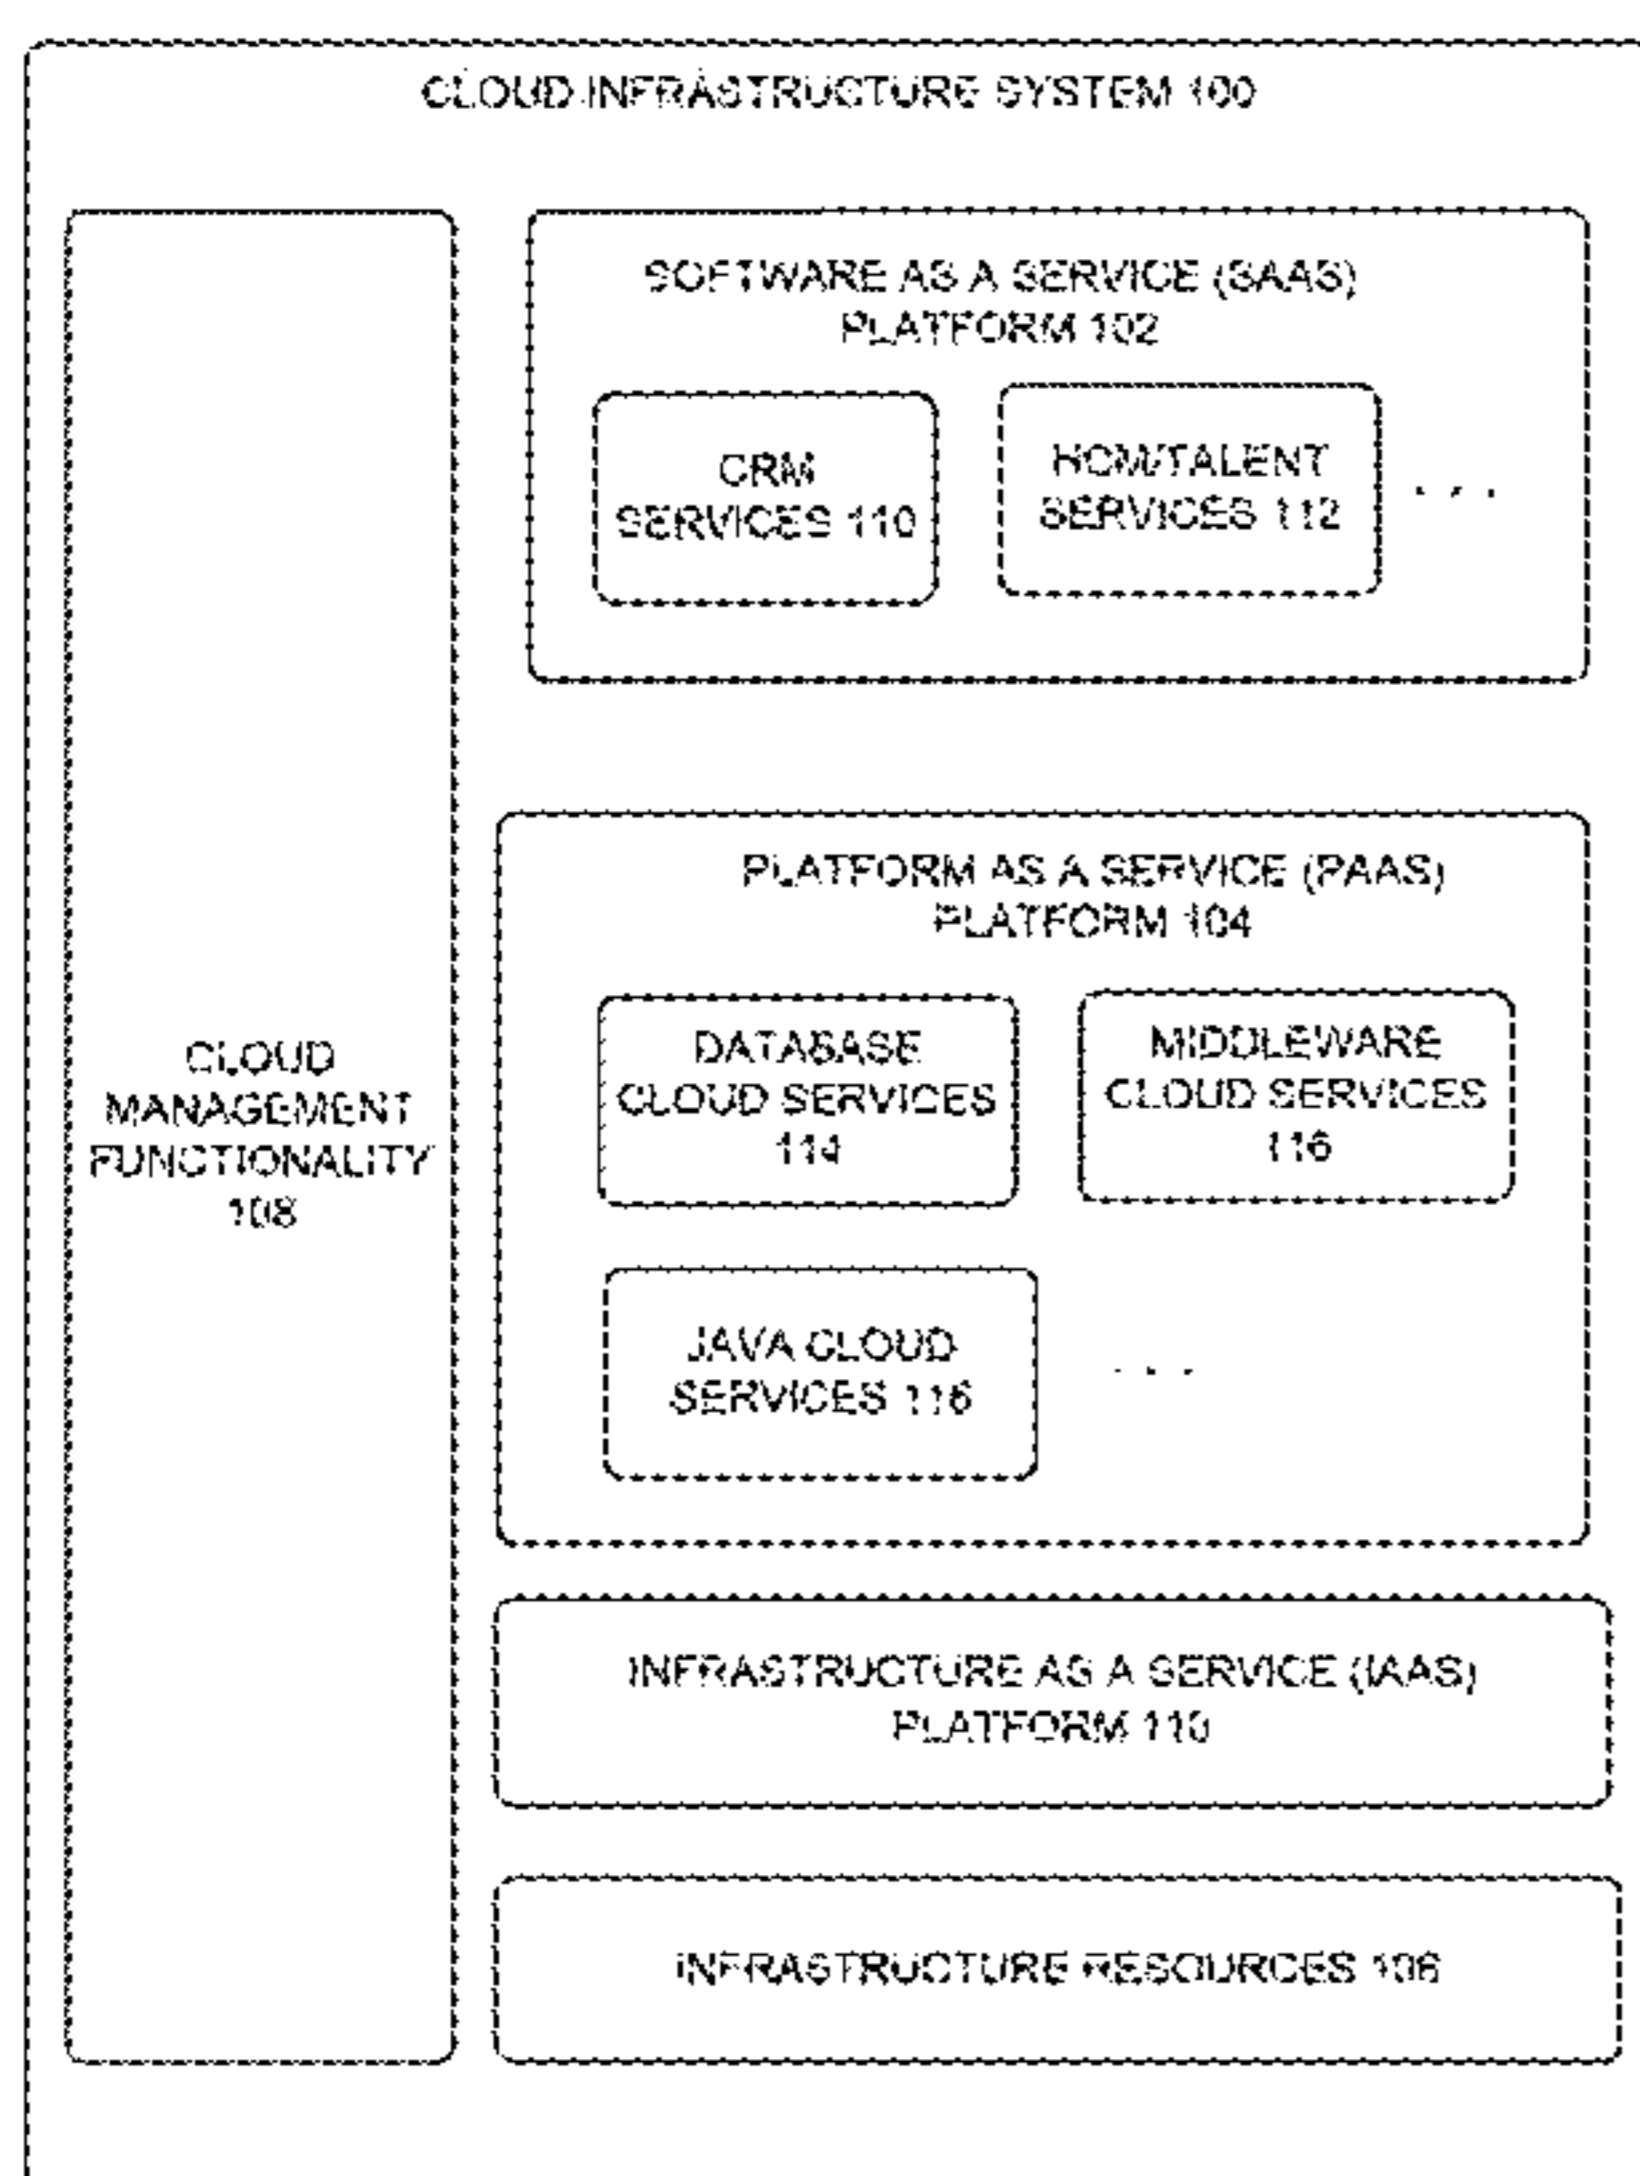 CLOUD INFRASTRUCTURE SYSTEM 100
SOFTWARE AS A SERVICE (SAAS)
PLATFORM 102
CRM
SERVICES 110
HCM/TALENT
SERVICES 112
. . .
PLATFORM AS A SERVICE (PAAS)
PLATFORM 104
DATABASE
CLOUD SERVICES
114
MIDDLEWARE
CLOUD SERVICES
116
JAVA CLOUD
SERVICES 116
. . .
CLOUD
MANAGEMENT
FUNCTIONALITY
108
INFRASTRUCTURE AS A SERVICE (IAAS)
PLATFORM 110
INFRASTRUCTURE RESOURCES 106